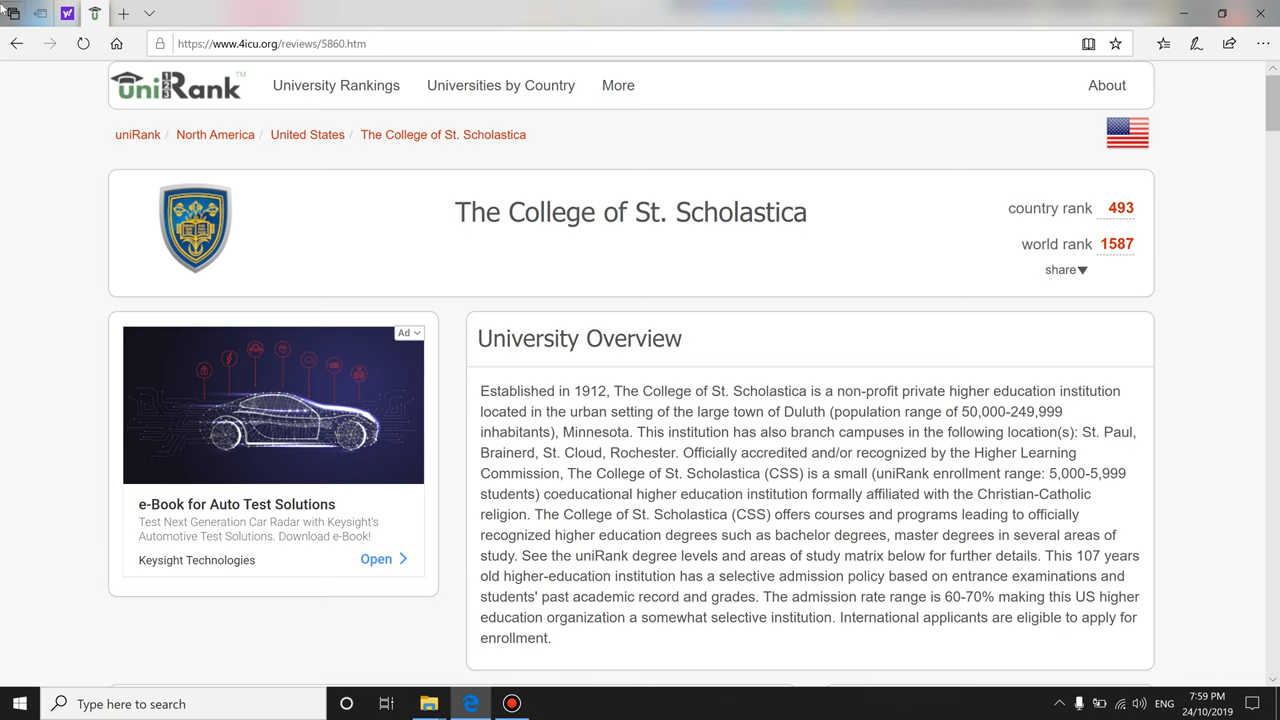 https://www.4icu.org/reviews/5860.htm
uniRank™
University Rankings
Universities by Country
More
About
uniRank / North America / United States / The College of St. Scholastica
The College of St. Scholastica
country rank 493
world rank 1587
share▼
Ad
e-Book for Auto Test Solutions
Test Next Generation Car Radar with Keysight's
Automotive Test Solutions. Download e-Book!
Keysight Technologies
Open
University Overview
Established in 1912, The College of St. Scholastica is a non-profit private higher education institution
located in the urban setting of the large town of Duluth (population range of 50,000-249,999
inhabitants), Minnesota. This institution has also branch campuses in the following location(s): St. Paul,
Brainerd, St. Cloud, Rochester. Officially accredited and/or recognized by the Higher Learning
Commission, The College of St. Scholastica (CSS) is a small (uniRank enrollment range: 5,000-5,999
students) coeducational higher education institution formally affiliated with the Christian-Catholic
religion. The College of St. Scholastica (CSS) offers courses and programs leading to officially
recognized higher education degrees such as bachelor degrees, master degrees in several areas of
study. See the uniRank degree levels and areas of study matrix below for further details. This 107 years
old higher-education institution has a selective admission policy based on entrance examinations and
students' past academic record and grades. The admission rate range is 60-70% making this US higher
education organization a somewhat selective institution. International applicants are eligible to apply for
enrollment.
Type here to search
ENG
7:59 PM
24/10/2019